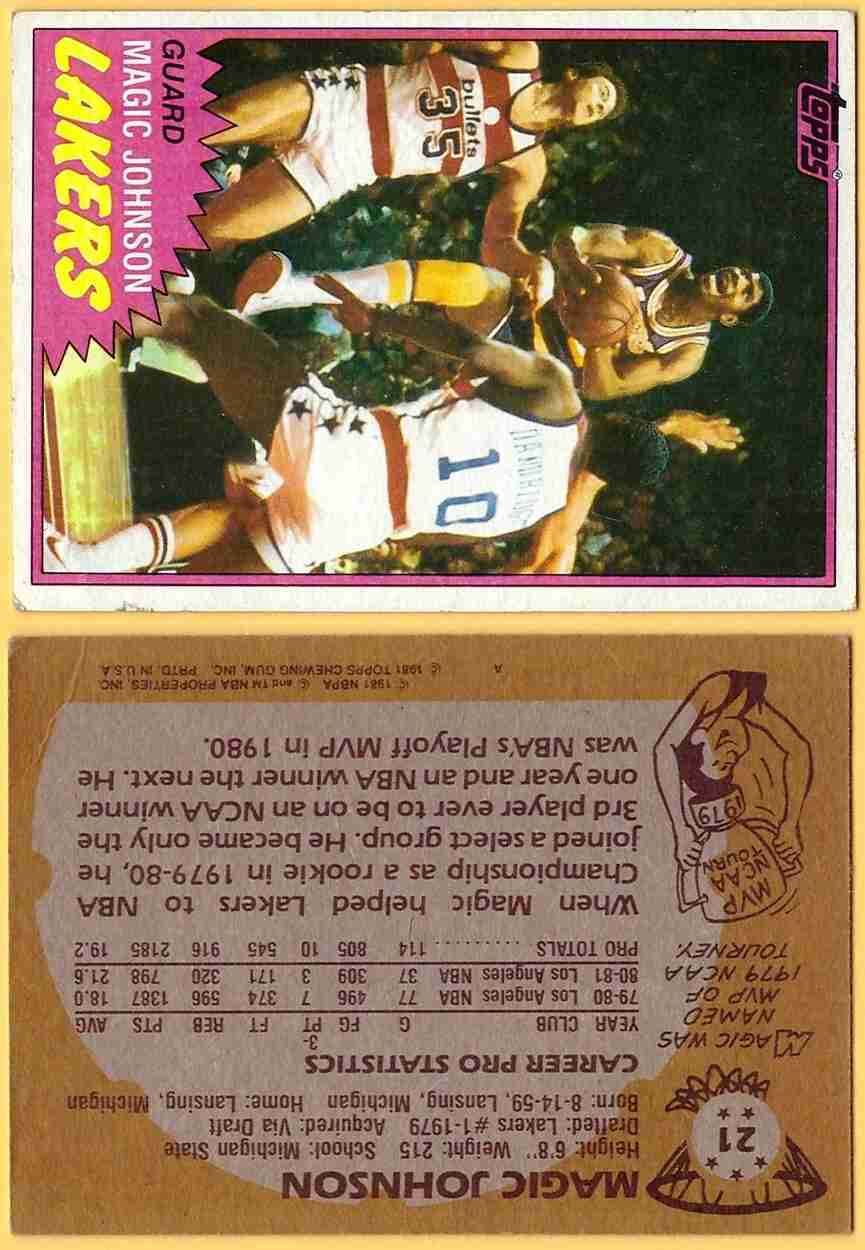 Topps
bullets
35
10
GUARD
MAGIC JOHNSON
LAKERS
21
MAGIC JOHNSON
Height: 6'8" Weight: 215 School: Michigan State
Drafted: Lakers #1-1979 Acquired: Via Draft
Born: 8-14-59, Lansing, Michigan Home: Lansing, Michigan
CAREER PRO STATISTICS
YEAR CLUB G FG 3-PT FT REB PTS AVG
79-80 Los Angeles NBA 77 496 7 374 596 1387 18.0
80-81 Los Angeles NBA 37 309 3 171 320 798 21.6
PRO TOTALS.......... 114 805 10 545 916 2185 19.2
When Magic helped Lakers to NBA
Championship as a rookie in 1979-80, he
joined a select group. He became only the
3rd player ever to be on an NCAA winner
one year and an NBA winner the next. He
was NBA's Playoff MVP in 1980.
MAGIC WAS
NAMED
MVP OF
1979 NCAA
TOURNEY.
MVP
NCAA
TOURN
1979
© 1981 NBPA © and TM NBA PROPERTIES, INC.
A © 1981 TOPPS CHEWING GUM, INC. PRTD. IN U.S.A